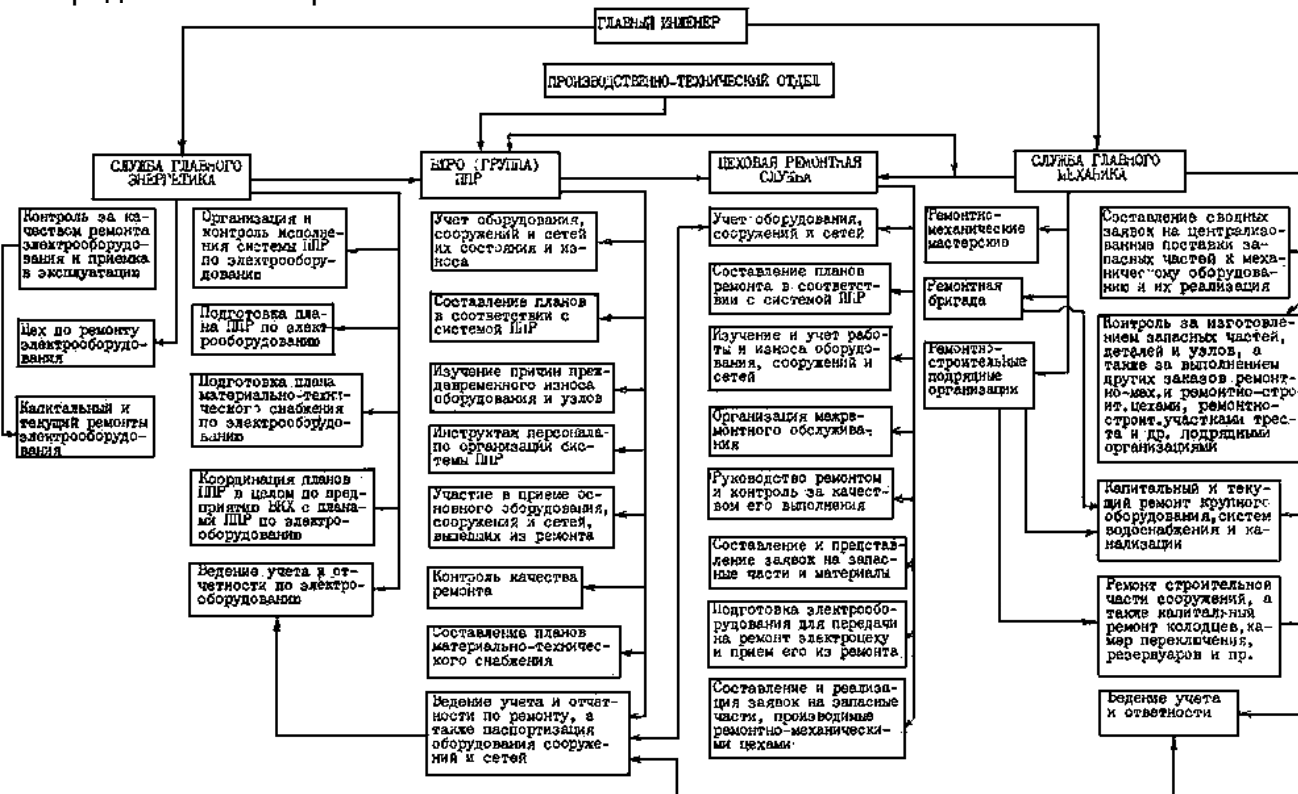 ГЛАВНЫЙ ИНЖЕНЕР
ПРОИЗВОДСТВЕННО-ТЕХНИЧЕСКИЙ ОТДЕЛ
СЛУЖБА ГЛАВНОГО
ЭНЕРГЕТИКА
БЮРО (ГРУППА)
ППР
ЦЕХОВАЯ РЕМОНТНАЯ
СЛУЖБА
СЛУЖБА ГЛАВНОГО
МЕХАНИКА
Контроль за ка-
чеством ремонта
электрооборудо-
вания и приемка
в эксплуатацию
Цех по ремонту
электрооборудо-
вания
Капитальный и
текущий ремонты
электрооборудо-
вания
Организация и
контроль исполне-
ния системы ППР
по электрообору-
дованию
Подготовка пла-
на ППР по элект-
рооборудованию
Подготовка плана
материально-техни-
ческого снабжения
по электрооборудо-
ванию
Координация планов
ППР в целом по пред-
приятию ВКХ с плана-
ми ППР по электро-
оборудованию
Ведение учета и от-
четности по электро-
оборудованию
Учет оборудования,
сооружений и сетей
их состояния и из-
носа
Составление планов
в соответствии с
системой ППР
Изучение причин преж-
девременного износа
оборудования и узлов
Инструктаж персонала
по организации сис-
темы ППР
Участие в приеме ос-
новного оборудования,
сооружений и сетей,
вышедших из ремонта
Контроль качества
ремонта
Составление планов
материально-техничес-
кого снабжения
Ведение учета и отчет-
ности по ремонту, а
также паспортизация
оборудования сооруже-
ний и сетей
Учет оборудования,
сооружений и сетей
Составление планов
ремонта в соответст-
вии с системой ППР
Изучение и учет рабо-
ты и износа оборудо-
вания, сооружений и
сетей
Организация межре-
монтного обслужива-
ния
Руководство ремонтом
и контроль за качест-
вом его выполнения
Составление и представ-
ление заявок на запас-
ные части и материалы
Подготовка электрообо-
рудования для передачи
на ремонт электроцеху
и прием его из ремонта
Составление и реализа-
ция заявок на запасные
части, производимые
ремонтно-механически-
ми цехами
Ремонтно-
механические
мастерские
Ремонтная
бригада
Ремонтно-
строительные
подрядные
организации
Составление сводных
заявок на централизо-
ванные поставки за-
пасных частей к меха-
ническому оборудова-
нию и их реализация
Контроль за изготовле-
нием запасных частей,
деталей и узлов, а
также за выполнением
других заказов ремонт-
но-мех.и ремонтно-стро-
ит.цехами, ремонтно-
строит.участками трес-
та и др. подрядными
организациями
Капитальный и теку-
щий ремонт крупного
оборудования,систем
водоснабжения и ка-
нализации
Ремонт строительной
части сооружений, а
также капитальный
ремонт колодцев,ка-
мер переключения,
резервуаров и пр.
Ведение учета
и ответности